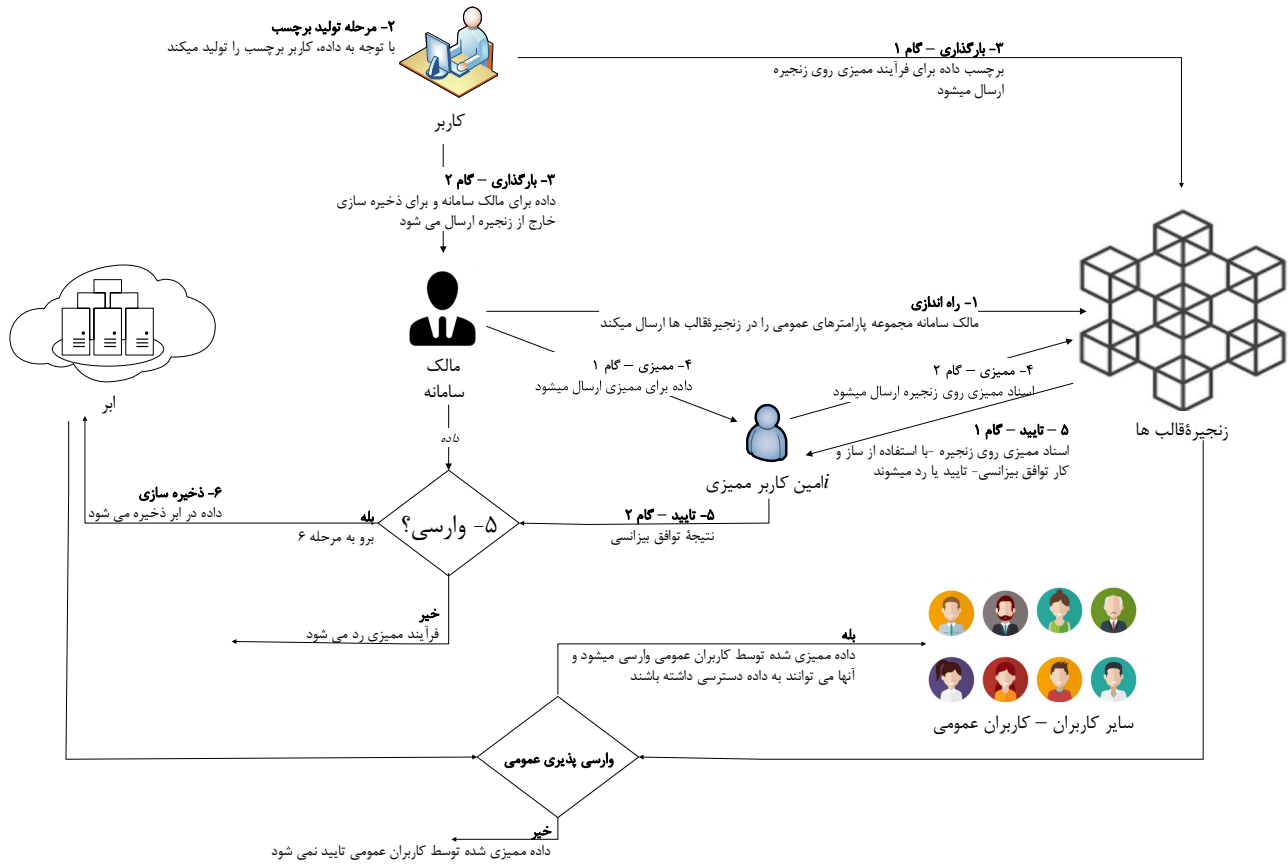 ۲- مرحله تولید برچسب
با توجه به داده، کاربر برچسب را تولید میکند
کاربر
۳- بارگذاری – گام ۱
برچسب داده برای فرآیند ممیزی روی زنجیره
ارسال میشود
۳- بارگذاری – گام ۲
داده برای مالک سامانه و برای ذخیره سازی
خارج از زنجیره ارسال می شود
۱- راه اندازی
مالک سامانه مجموعه پارامترهای عمومی را در زنجیرۀقالب ها ارسال میکند
مالک
سامانه
۴- ممیزی – گام ۱
داده برای ممیزی ارسال میشود
۴- ممیزی – گام ۲
اسناد ممیزی روی زنجیره ارسال میشود
ابر
زنجیرۀقالب ها
داده
۵ – تایید – گام ۱
اسناد ممیزی روی زنجیره -با استفاده از ساز و
کار توافق بیزانسی- تایید یا رد میشوند
iامین کاربر ممیزی
۶- ذخیره سازی
داده در ابر ذخیره می شود
بله
برو به مرحله ۶
۵- وارسی؟
۵- تایید – گام ۲
نتیجۀ توافق بیزانسی
خیر
فرآیند ممیزی رد می شود
بله
داده ممیزی شده توسط کاربران عمومی وارسی میشود و
آنها می توانند به داده دسترسی داشته باشند
سایر کاربران – کاربران عمومی
وارسی پذیری عمومی
خیر
داده ممیزی شده توسط کاربران عمومی تایید نمی شود